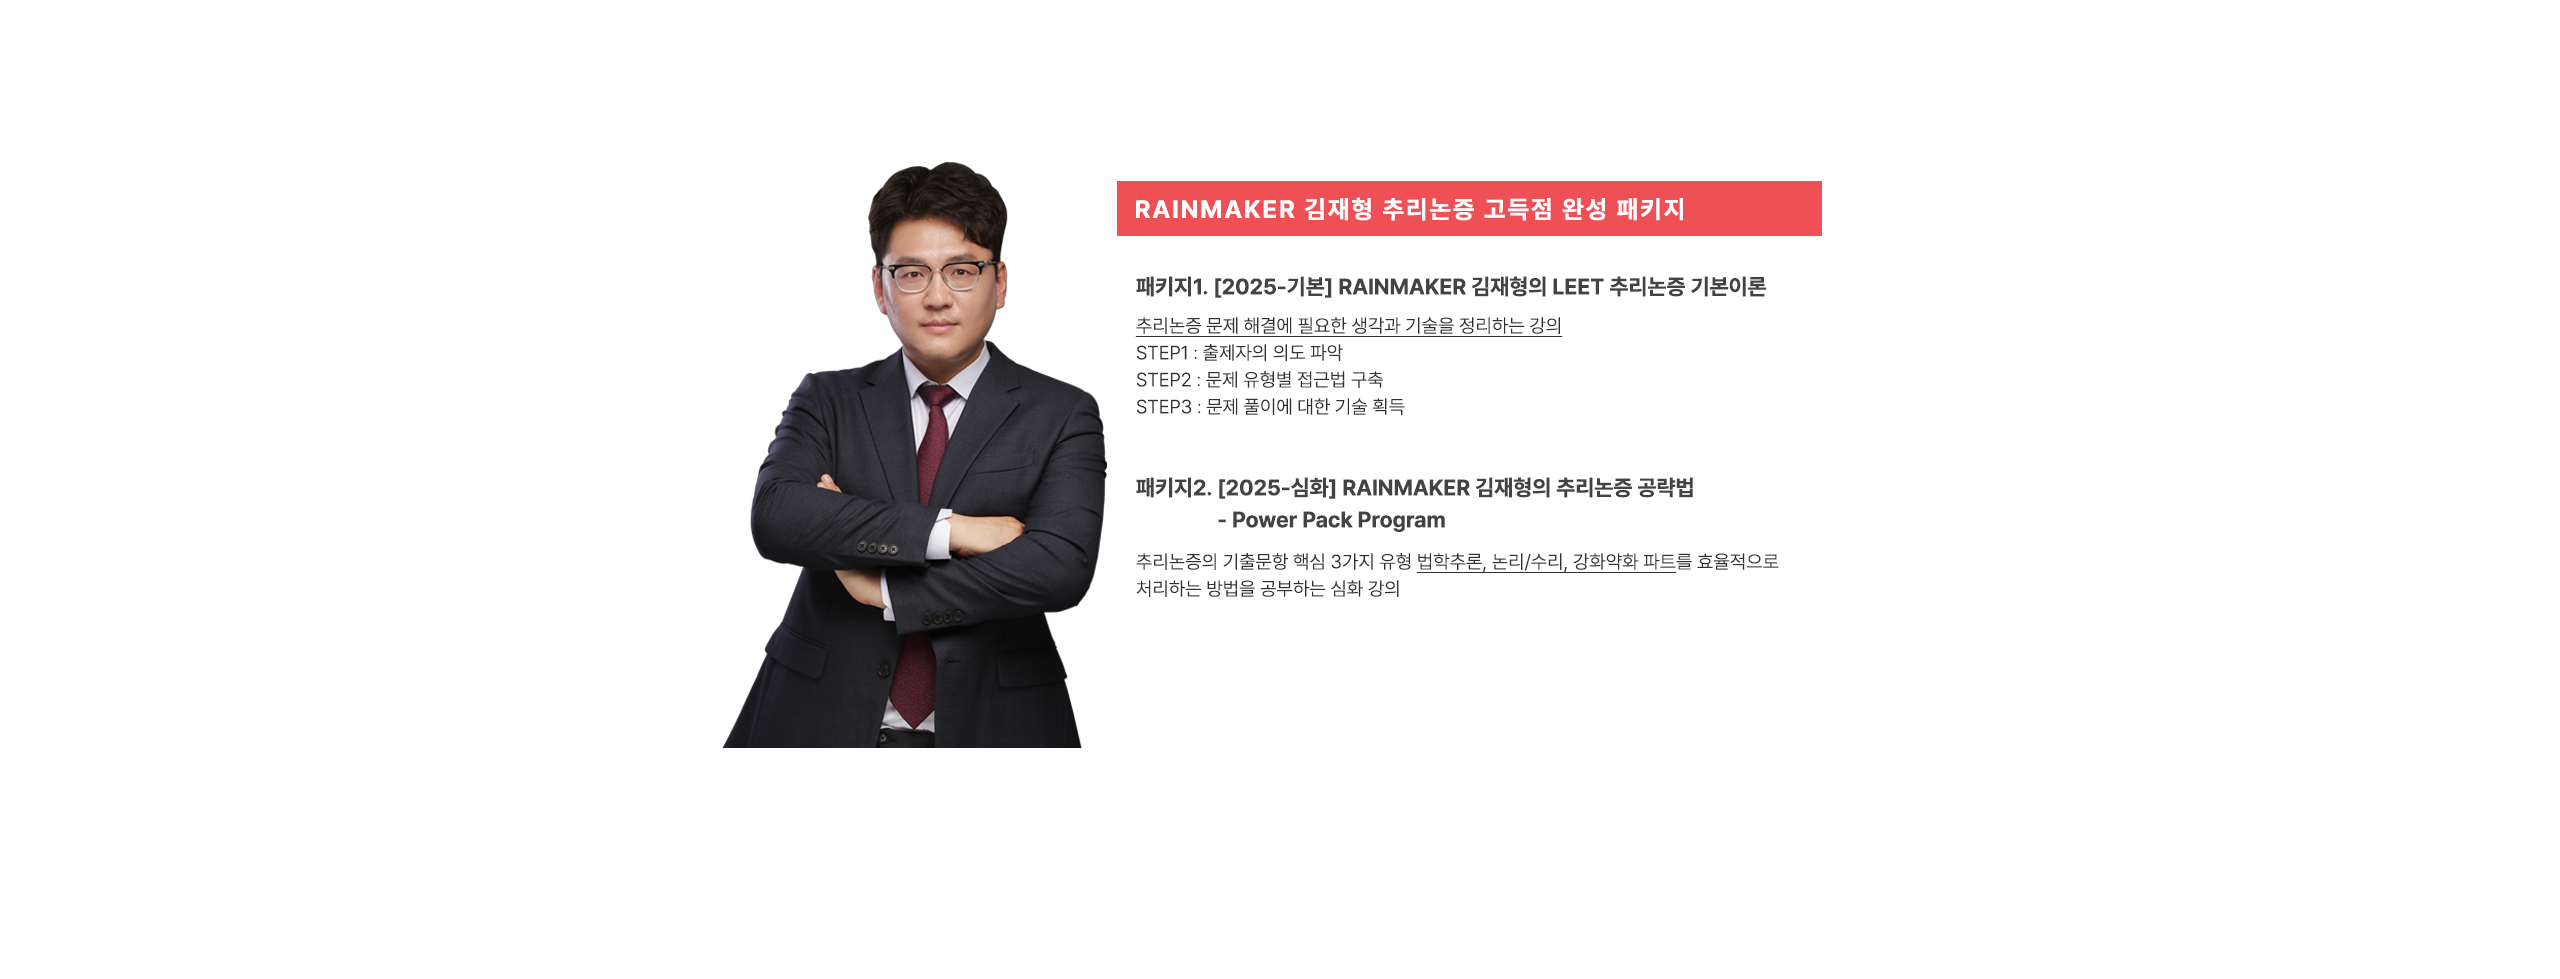 RAINMAKER 김재형 추리논증 고득점 완성 패키지
패키지1. [2025-기본] RAINMAKER 김재형의 LEET 추리논증 기본이론
추리논증 문제 해결에 필요한 생각과 기술을 정리하는 강의
STEP1 : 출제자의 의도 파악
STEP2 : 문제 유형별 접근법 구축
STEP3 : 문제 풀이에 대한 기술 획득
패키지2. [2025-심화] RAINMAKER 김재형의 추리논증 공략법
- Power Pack Program
추리논증의 기출문항 핵심 3가지 유형 법학추론, 논리/수리, 강화약화 파트를 효율적으로
처리하는 방법을 공부하는 심화 강의